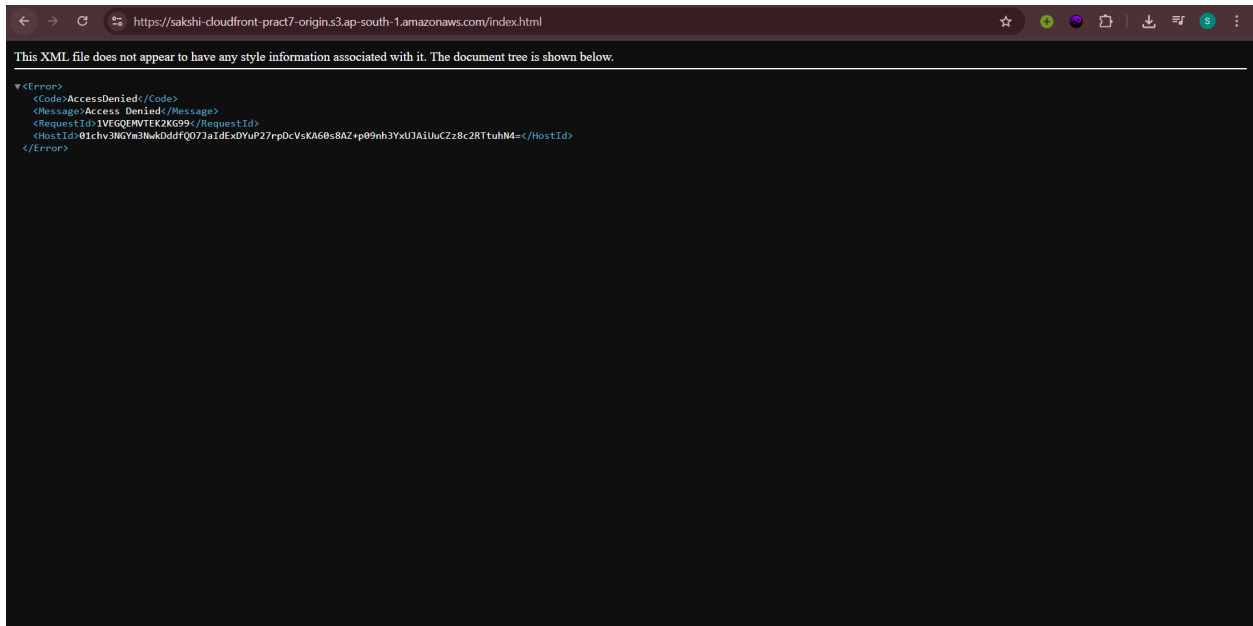 https://sakshi-cloudfront-pract7-origin.s3.ap-south-1.amazonaws.com/index.html
S
This XML file does not appear to have any style information associated with it. The document tree is shown below.
▼<Error>
<Code>AccessDenied</Code>
<Message>Access Denied</Message>
<RequestId>1VEGQEMVTEK2KG99</RequestId>
<HostId>01chv3NGYm3NwkDddfQO7JaIdExDYuP27rpDcVsKA60s8AZ+p09nh3YxUJAiUuCZz8c2RTtuhN4=</HostId>
</Error>